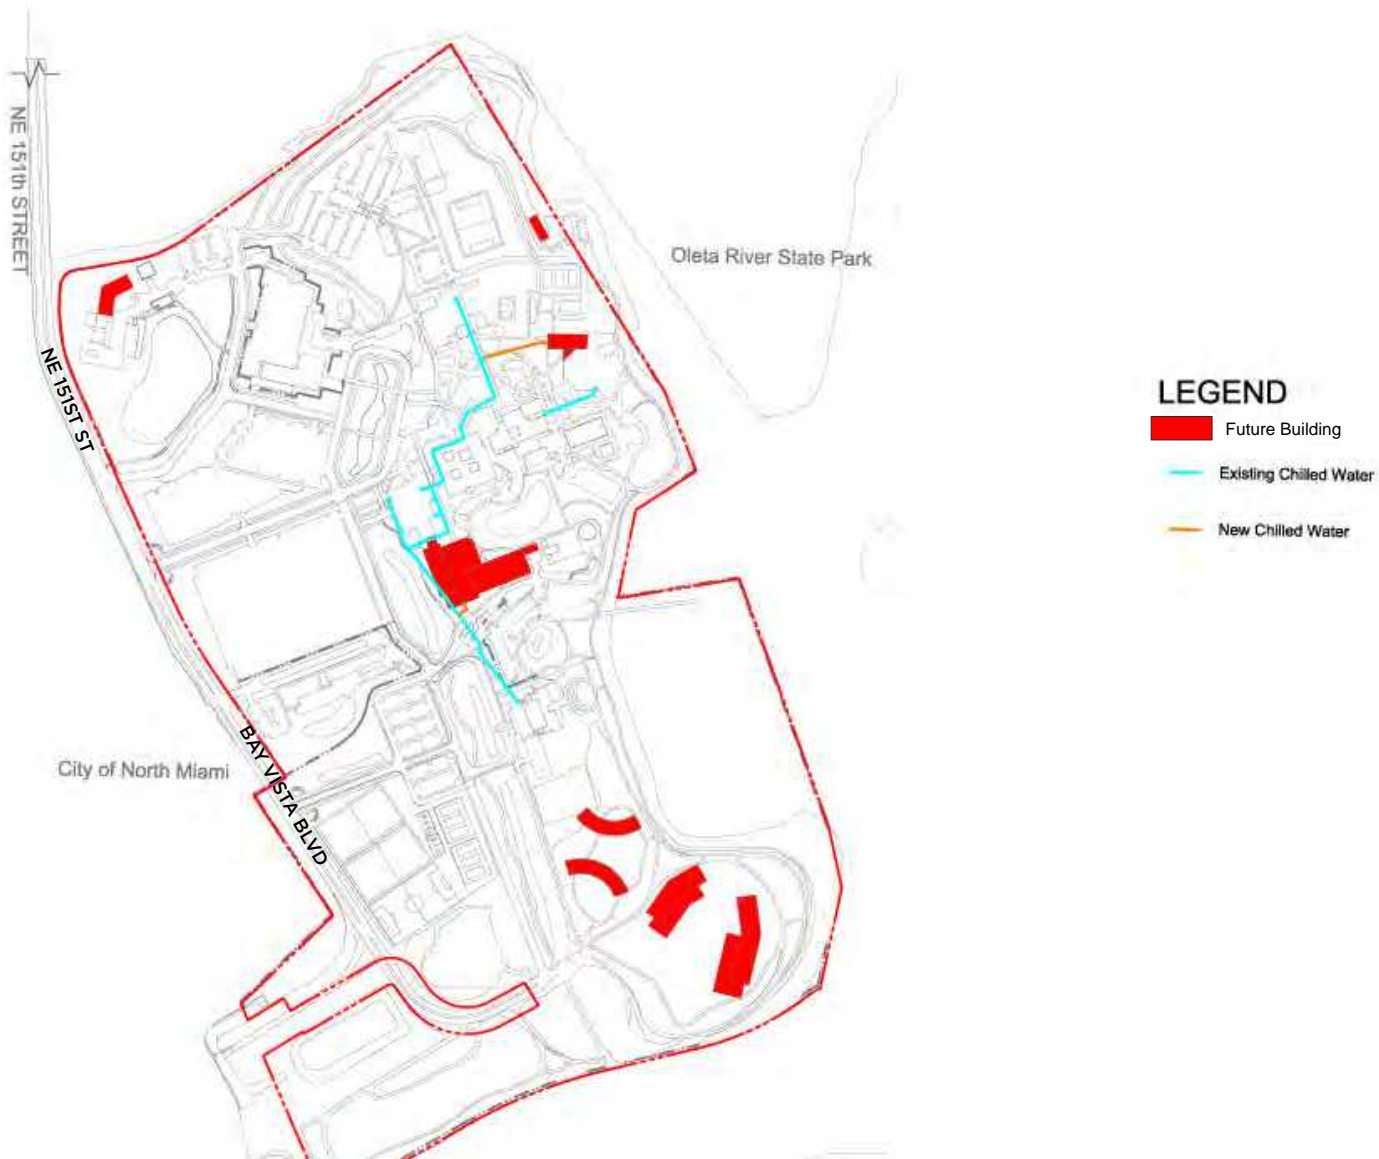 NE 151th STREET
Oleta River State Park
NE 151ST ST
LEGEND
Future Building
Existing Chilled Water
New Chilled Water
City of North Miami
BAY VISTA BLVD